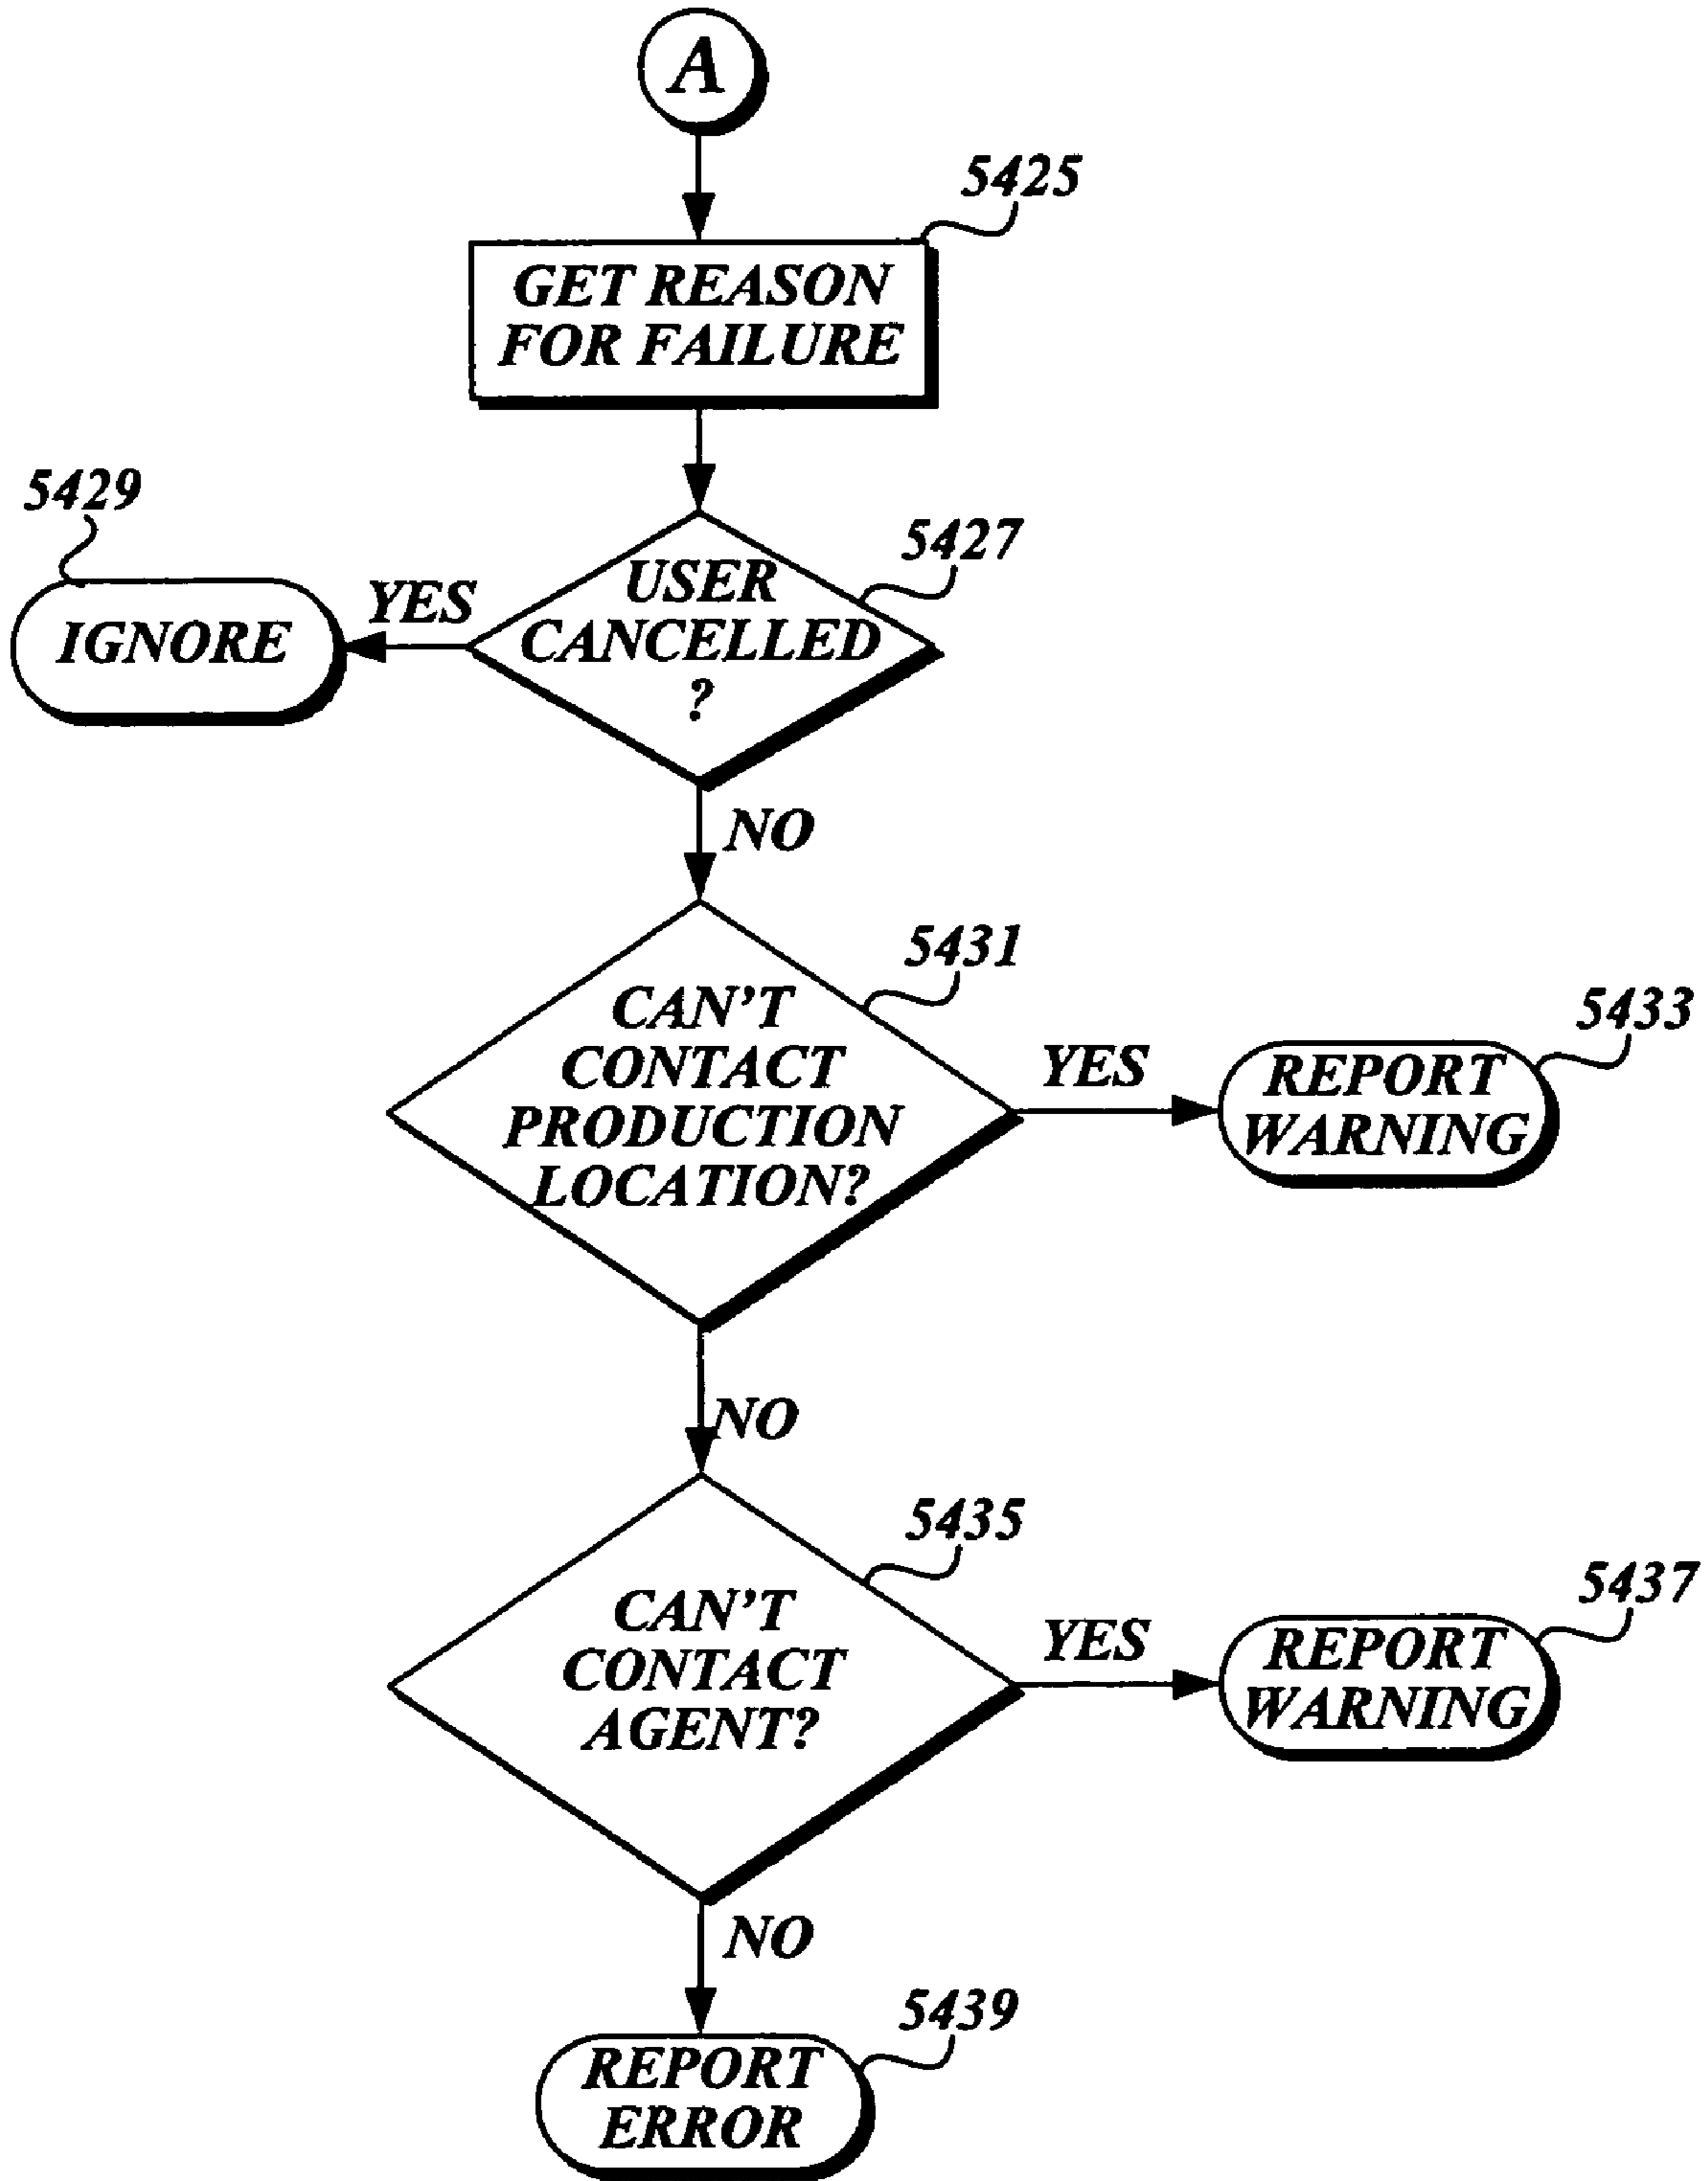 A
5425
GET REASON
FOR FAILURE
5429
5427
USER
CANCELLED
?
YES
IGNORE
NO
5431
CAN'T
CONTACT
PRODUCTION
LOCATION?
YES
5433
REPORT
WARNING
NO
5435
CAN'T
CONTACT
AGENT?
YES
5437
REPORT
WARNING
NO
5439
REPORT
ERROR